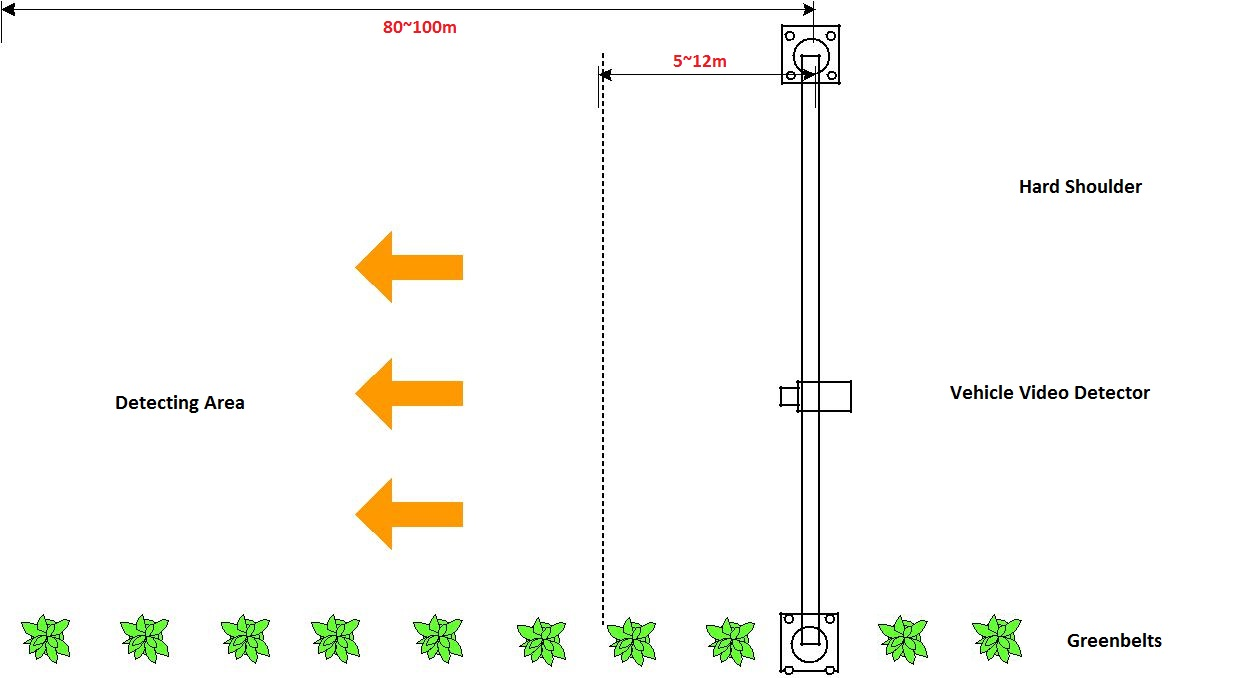 80~100m
5~12m
Hard Shoulder
Detecting Area
Vehicle Video Detector
Greenbelts